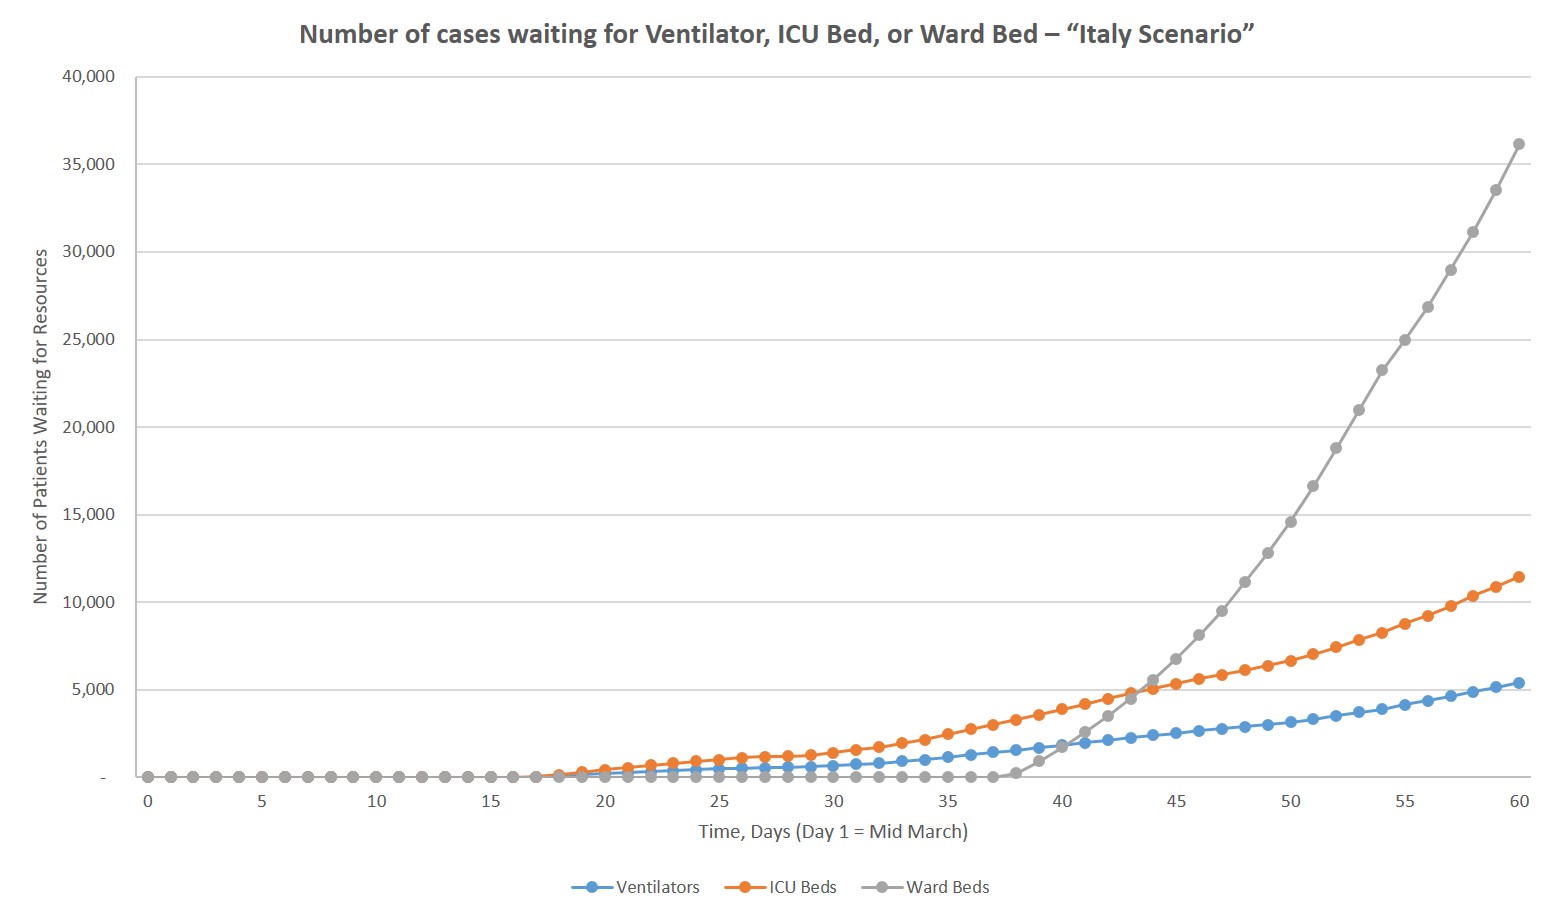 Number of cases waiting for Ventilator, ICU Bed, or Ward Bed – “Italy Scenario”
Number of Patients Waiting for Resources
40,000
35,000
30,000
25,000
20,000
15,000
10,000
5,000
-
0 5 10 15 20 25 30 35 40 45 50 55 60
Time, Days (Day 1 = Mid March)
Ventilators ICU Beds Ward Beds